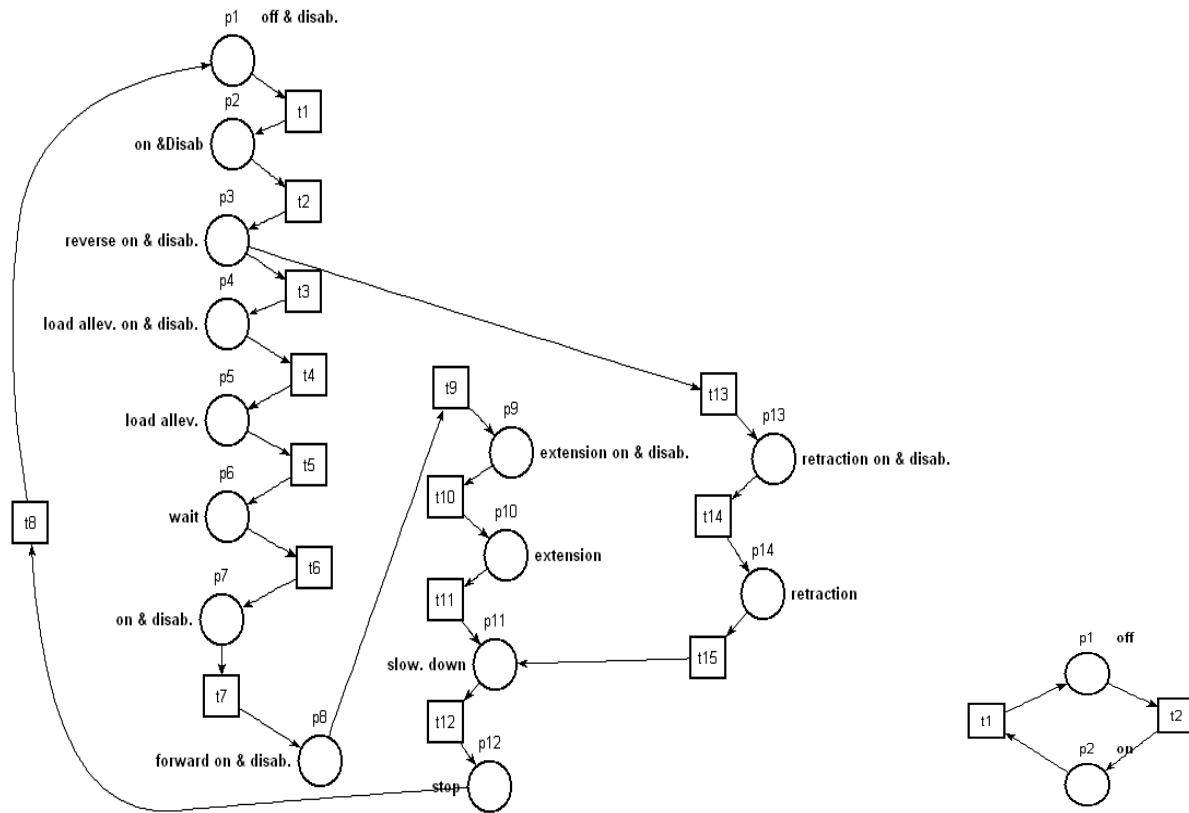 p1 off & disab.
t1
p2
on &Disab
t2
p3
reverse on & disab.
t3
p4
load allev. on & disab.
t4
p5
load allev.
t5
p6
wait
t6
p7
on & disab.
t7
p8
forward on & disab.
t8
t9
p9
extension on & disab.
t10
p10
extension
t11
p11
slow. down
t12
p12
stop
t13
p13
retraction on & disab.
t14
p14
retraction
t15
p1 off
t1
t2
p2 on